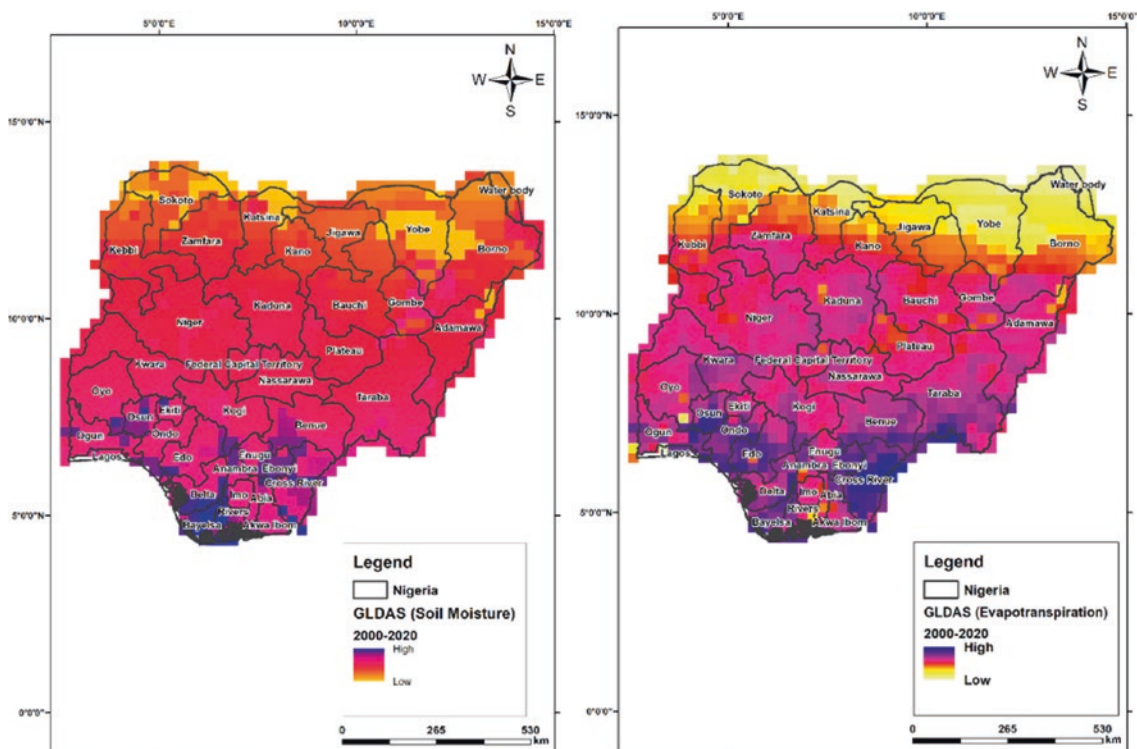 5°0'0"E 10°0'0"E 15°0'0"E
N
W E
S
15°0'0"N
10°0'0"N
5°0'0"N
0°0'0"
Sokoto
Katsina
Water body
Jigawa
Yobe
Zamfara
Kano
Borno
Kebbi
Kaduna
Bauchi
Gombe
Niger
Adamawa
Plateau
Kwara
Federal Capital Territory
Nassarawa
Oyo
Taraba
Ekiti
Kogi
Osun
Benue
Ogun
Ondo
Lagos
Edo
Enugu
Anambra
Ebonyi
Cross River
Delta
Imo
Abia
Rivers
Bayelsa
Akwa Ibom
Legend
Nigeria
GLDAS (Soil Moisture)
2000-2020
High
Low
0 265 530
km
5°0'0"E 10°0'0"E 15°0'0"E
N
W E
S
15°0'0"N
10°0'0"N
5°0'0"N
0°0'0"
Sokoto
Water body
Katsina
Jigawa
Yobe
Zamfara
Kebbi
Kano
Borno
Kaduna
Bauchi
Gombe
Niger
Adamawa
Plateau
Kwara
Federal Capital Territory
Nassarawa
Oyo
Taraba
Ekiti
Kogi
Osun
Benue
Ogun
Ondo
Lagos
Edo
Enugu
Anambra
Ebonyi
Cross River
Delta
Imo
Abia
Rivers
Bayelsa
Akwa Ibom
Legend
Nigeria
GLDAS (Evapotranspiration)
2000-2020
High
Low
0 265 530
km